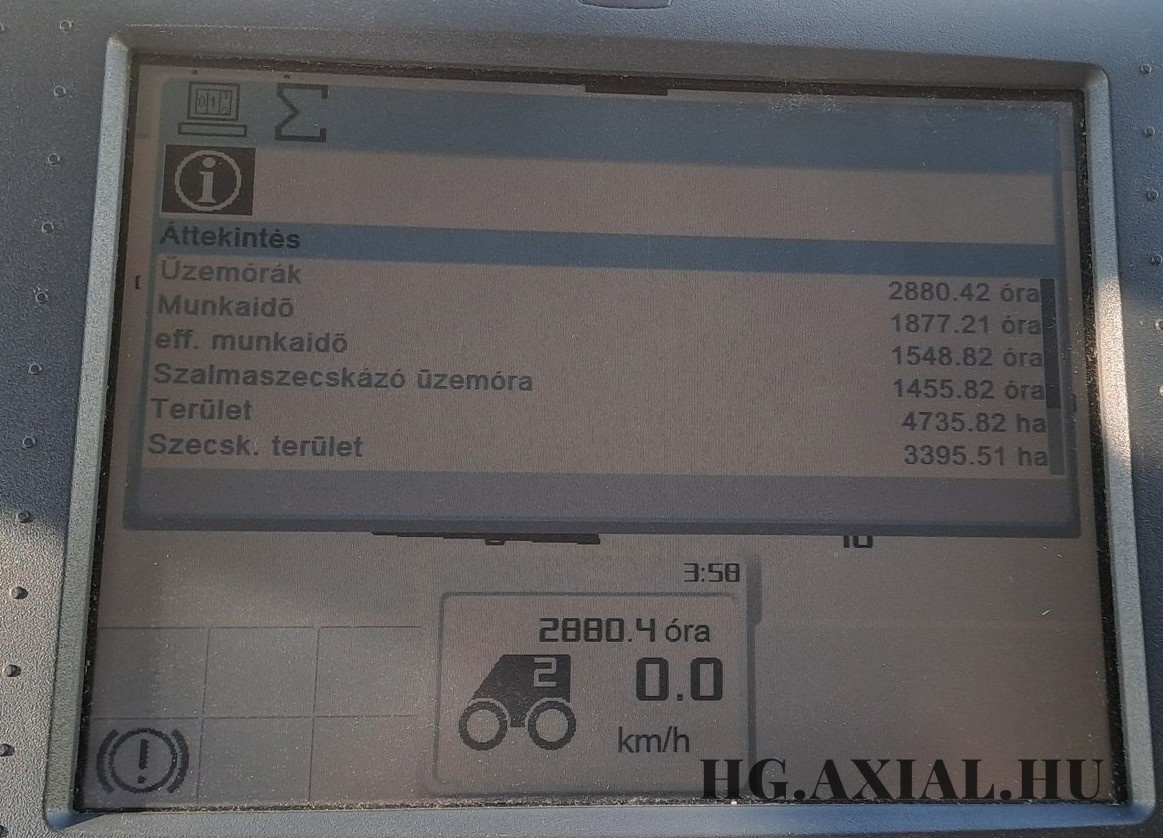 Áttekintés
Üzemórák 2880.42 óra
Munkaidõ 1877.21 óra
eff. munkaidõ 1548.82 óra
Szalmaszecskázó üzemóra 1455.82 óra
Terület 4735.82 ha
Szecsk. terület 3395.51 ha
3:58
2880.4 óra
2 0.0
km/h
HG.AXIAL.HU